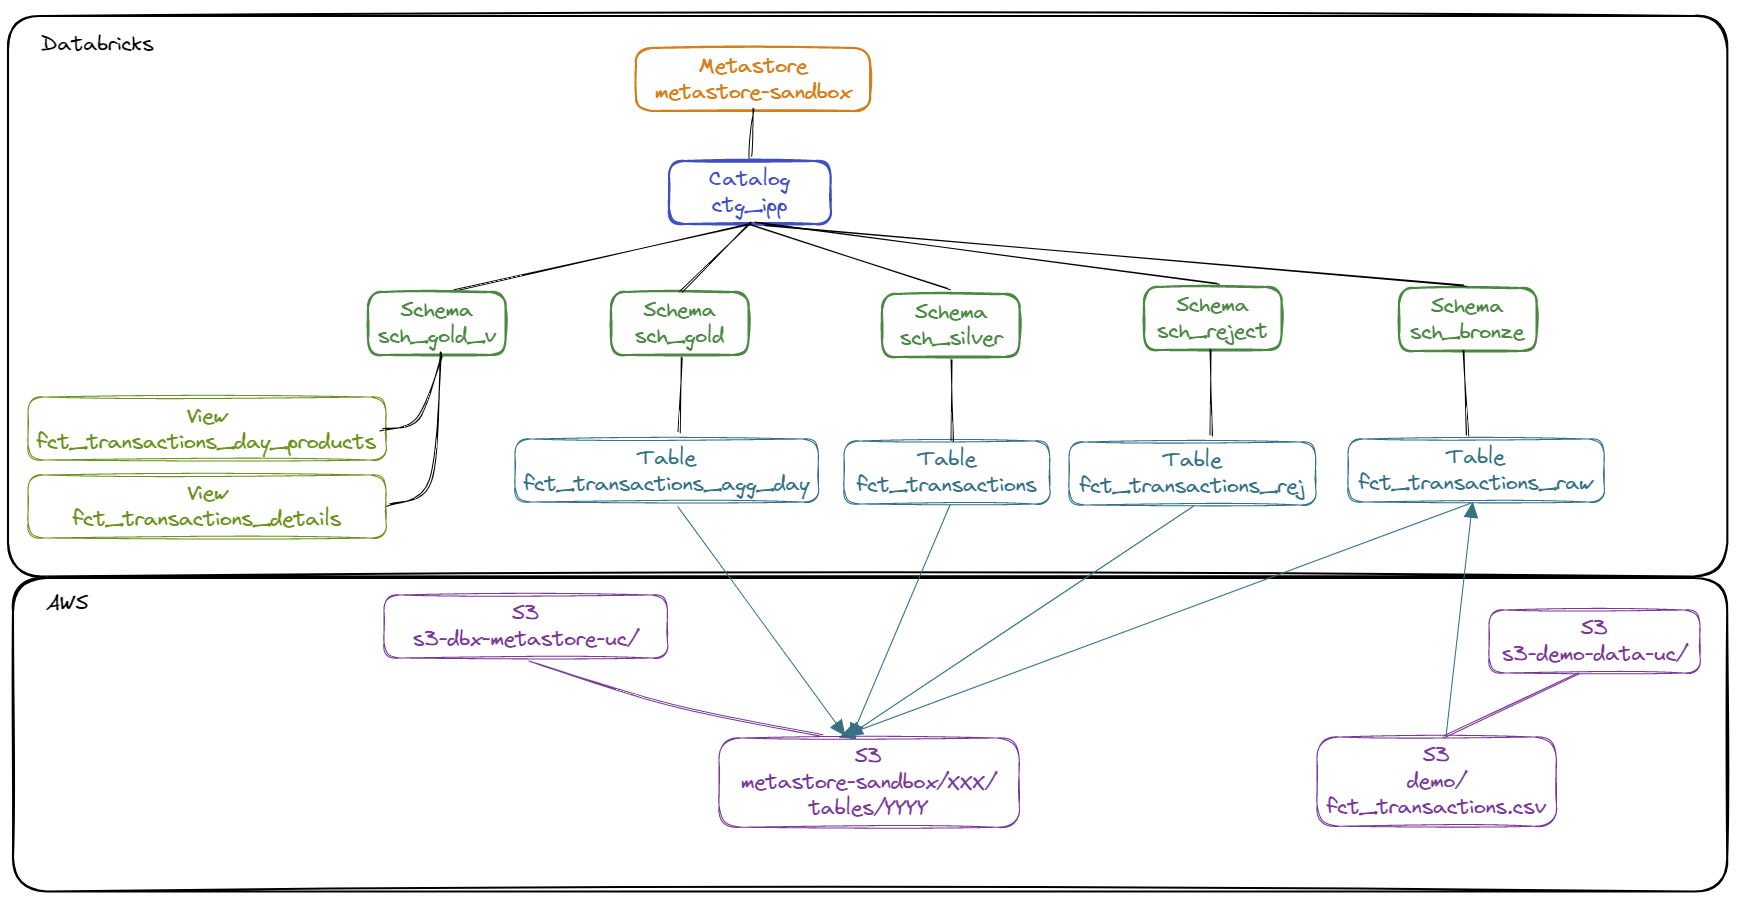 Databricks
Metastore
metastore-sandbox
Catalog
ctg_ipp
Schema
sch_gold_v
Schema
sch_gold
Schema
sch_silver
Schema
sch_reject
Schema
sch_bronze
View
fct_transactions_day_products
View
fct_transactions_details
Table
fct_transactions_agg_day
Table
fct_transactions
Table
fct_transactions_rej
Table
fct_transactions_raw
AWS
S3
s3-dbx-metastore-uc/
S3
s3-demo-data-uc/
S3
metastore-sandbox/XXX/
tables/YYYY
S3
demo/
fct_transactions.csv